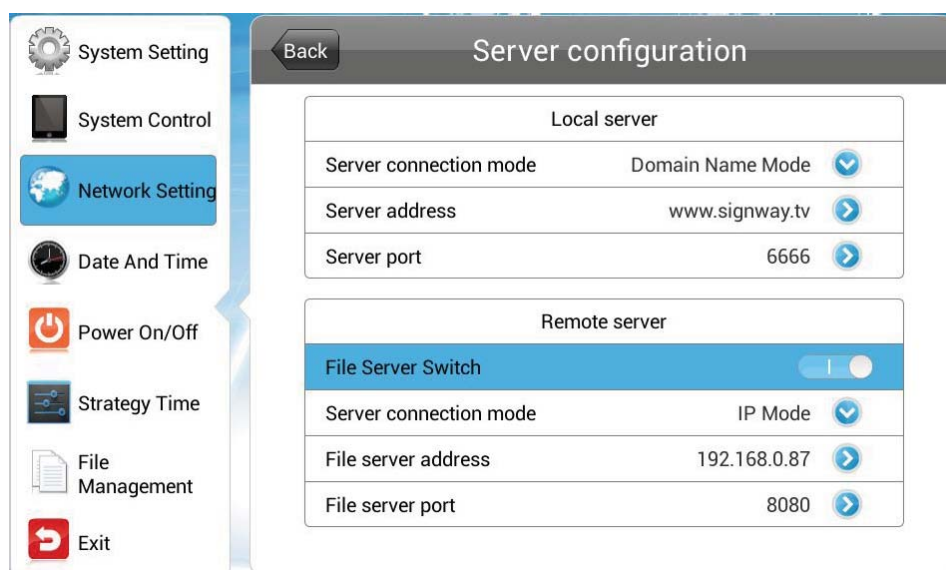 System Setting
System Control
Network Setting
Date And Time
Power On/Off
Strategy Time
File
Management
Exit
Back
Server configuration
Local server
Server connection mode Domain Name Mode
Server address www.signway.tv
Server port 6666
Remote server
File Server Switch
Server connection mode IP Mode
File server address 192.168.0.87
File server port 8080